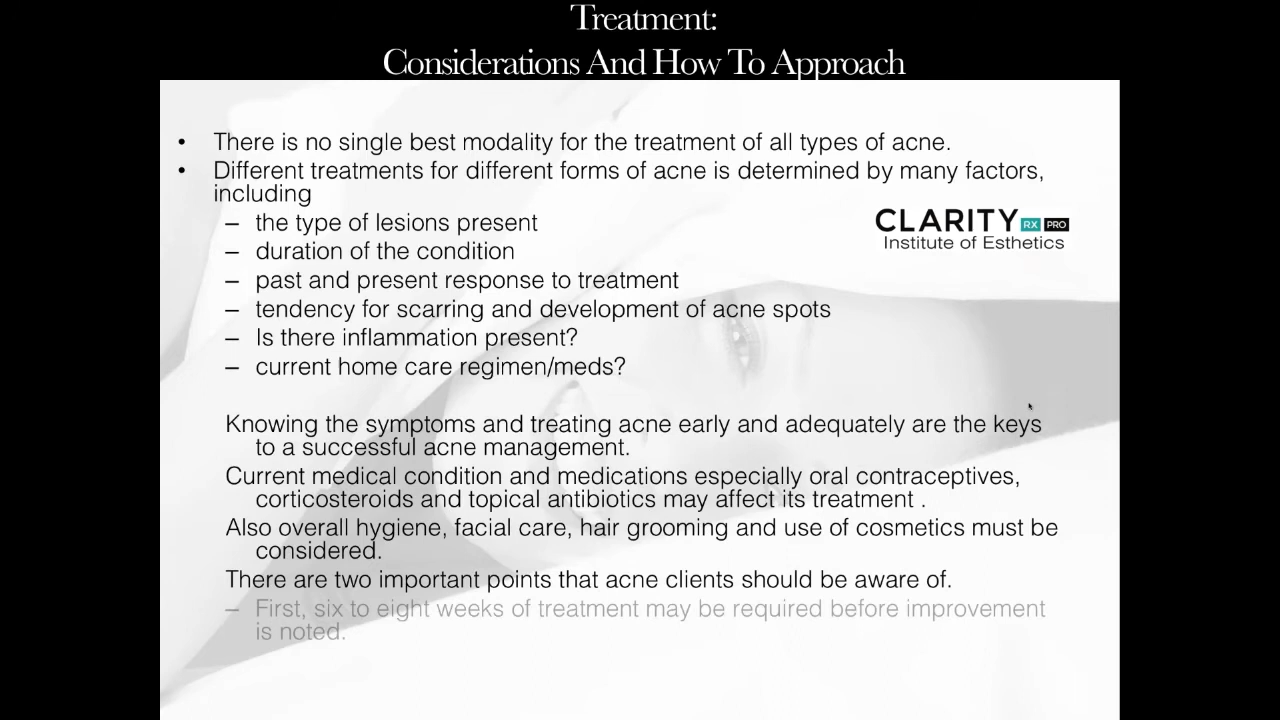 Treatment:
Considerations And How To Approach
• There is no single best modality for the treatment of all types of acne.
• Different treatments for different forms of acne is determined by many factors,
including
– the type of lesions present
– duration of the condition
– past and present response to treatment
– tendency for scarring and development of acne spots
– Is there inflammation present?
– current home care regimen/meds?
CLARITY RX PRO
Institute of Esthetics
Knowing the symptoms and treating acne early and adequately are the keys
to a successful acne management.
Current medical condition and medications especially oral contraceptives,
corticosteroids and topical antibiotics may affect its treatment .
Also overall hygiene, facial care, hair grooming and use of cosmetics must be
considered.
There are two important points that acne clients should be aware of.
– First, six to eight weeks of treatment may be required before improvement
is noted.